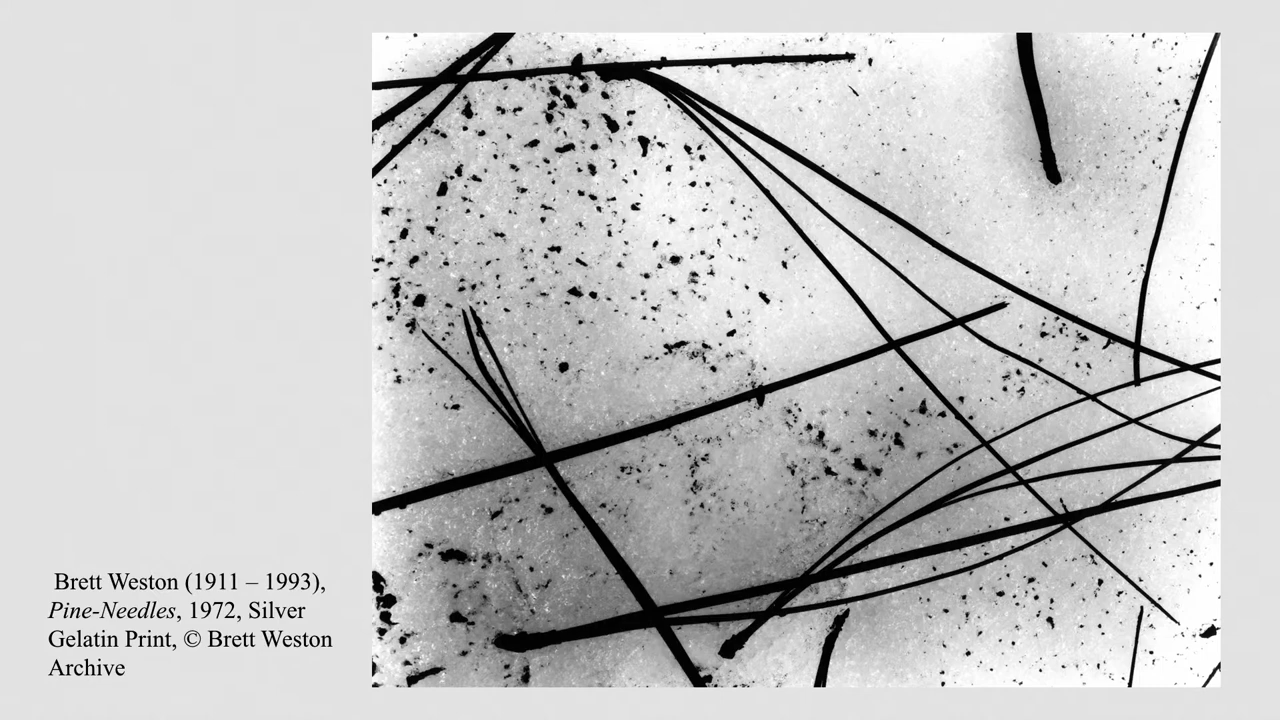 Brett Weston (1911 – 1993),
Pine-Needles, 1972, Silver
Gelatin Print, © Brett Weston
Archive